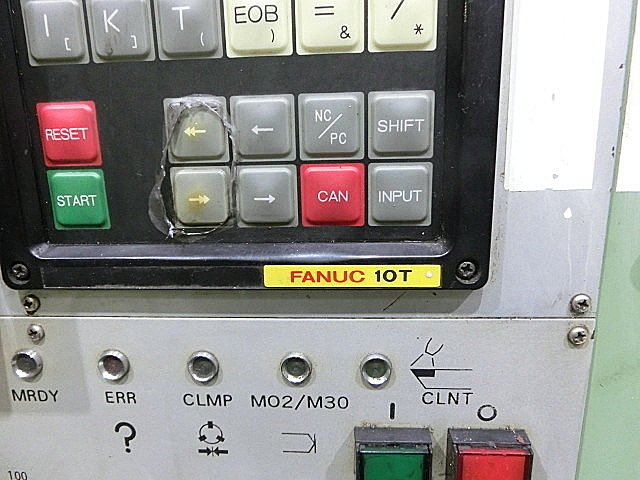 I [ K ] T ( EOB ) = & / *
RESET ← ← NC/PC SHIFT
START → → CAN INPUT
FANUC 10T
MRDY ERR CLMP M02/M30 CLNT
I O
?
100